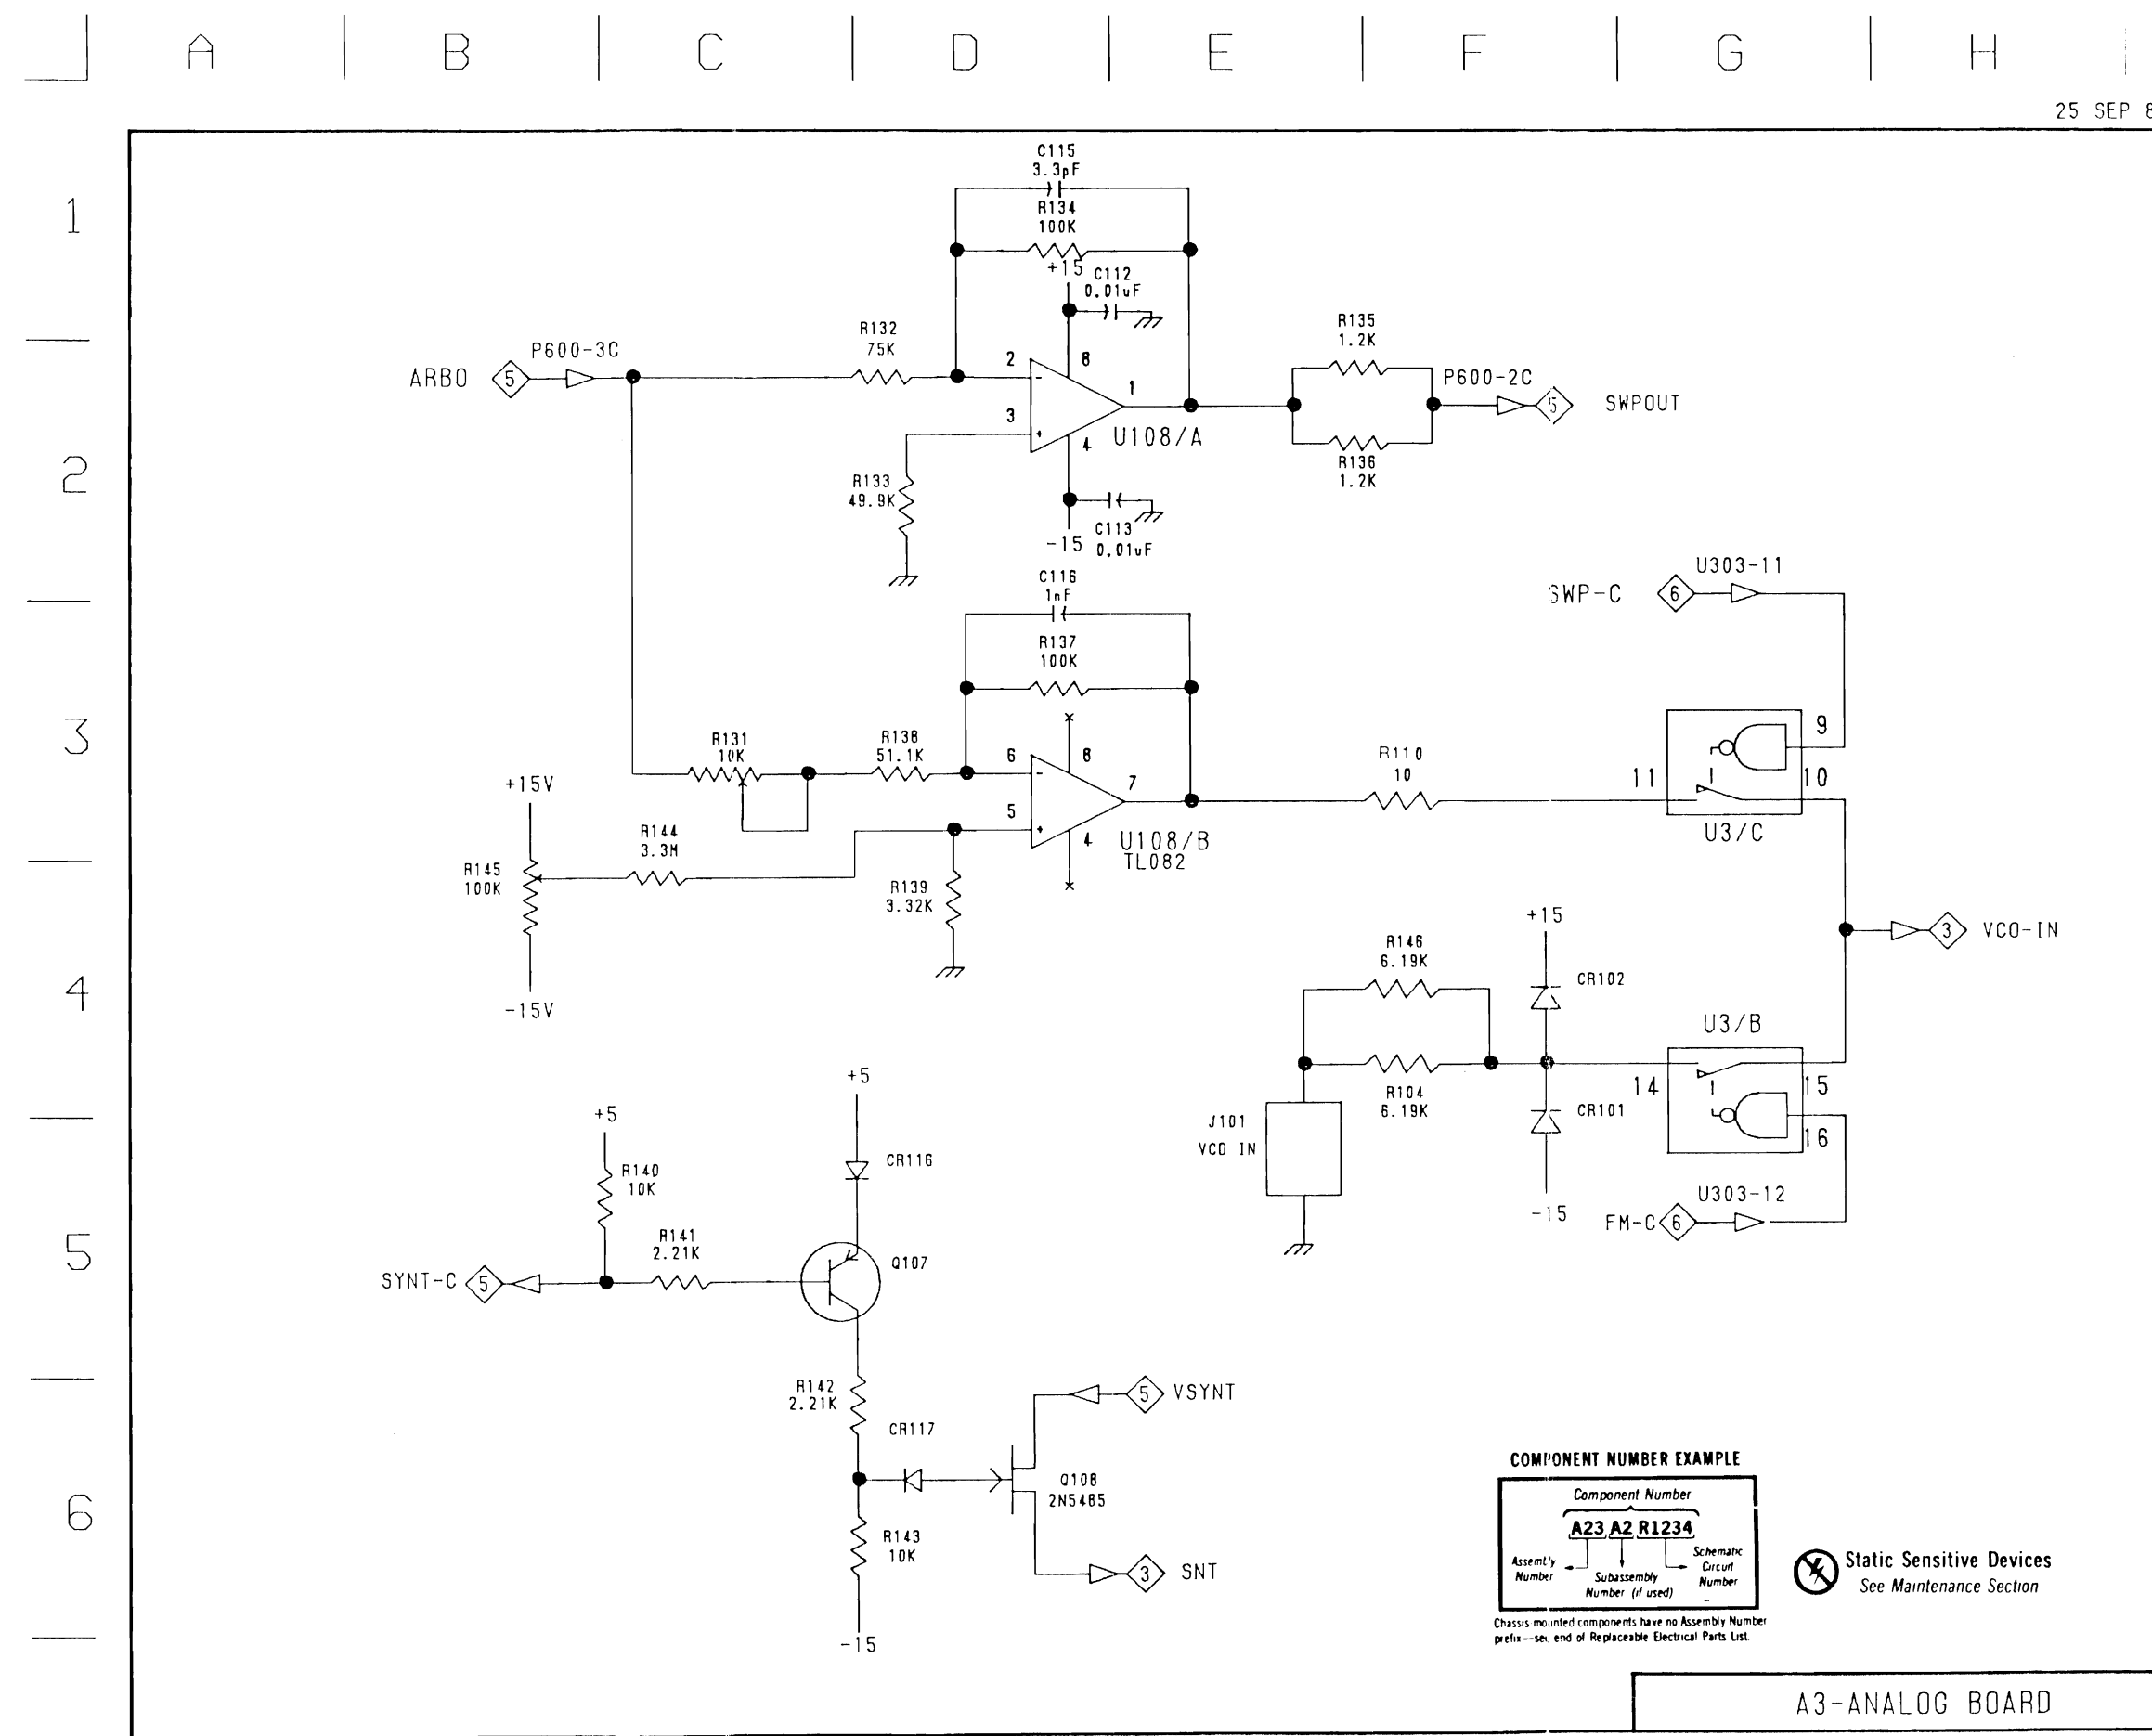 A B C D E F G H
25 SEP 8
1
2
3
4
5
6
C115
3.3pF
R134
100K
+15
C112
0.01uF
R132
75K
P600-3C
ARBO
5
2
8
1
3
4
U108/A
R135
1.2K
P600-2C
5
SWPOUT
R136
1.2K
R133
49.9K
C113
0.01uF
-15
C116
1nF
U303-11
SWP-C
6
R137
100K
R131
10K
R138
51.1K
6
8
7
5
4
U108/B
TL082
R110
10
9
11
10
U3/C
+15V
R144
3.3M
R145
100K
-15V
R139
3.32K
+15
R146
6.19K
CR102
3
VCO-IN
U3/B
R104
6.19K
CR101
14
15
16
J101
VCO IN
-15
U303-12
FM-C
6
+5
+5
R140
10K
CR116
R141
2.21K
Q107
SYNT-C
5
R142
2.21K
5
VSYNT
CR117
Q108
2N5485
R143
10K
3
SNT
-15
COMPONENT NUMBER EXAMPLE
Component Number
A23 A2 R1234
Assembly
Number
Subassembly
Number (if used)
Schematic
Circuit
Number
Chassis mounted components have no Assembly Number
prefix—see end of Replaceable Electrical Parts List.
Static Sensitive Devices
See Maintenance Section
A3-ANALOG BOARD